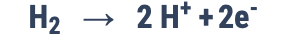 H₂ → 2 H⁺ + 2e⁻